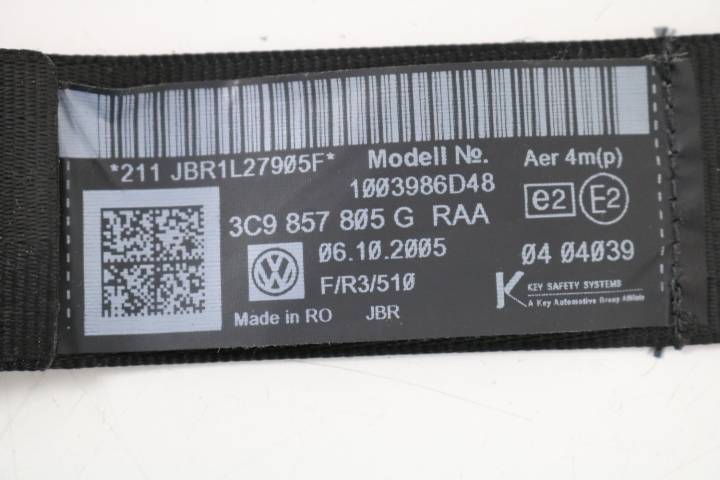 *211 JBR1L27905F*
Modell No.
1003986D48
Aer 4m(p)
e2 E2
3C9 857 805 G RAA
06.10.2005
04 04039
F/R3/510
Made in RO JBR
KEY SAFETY SYSTEMS
A Key Automotive Group Affiliate